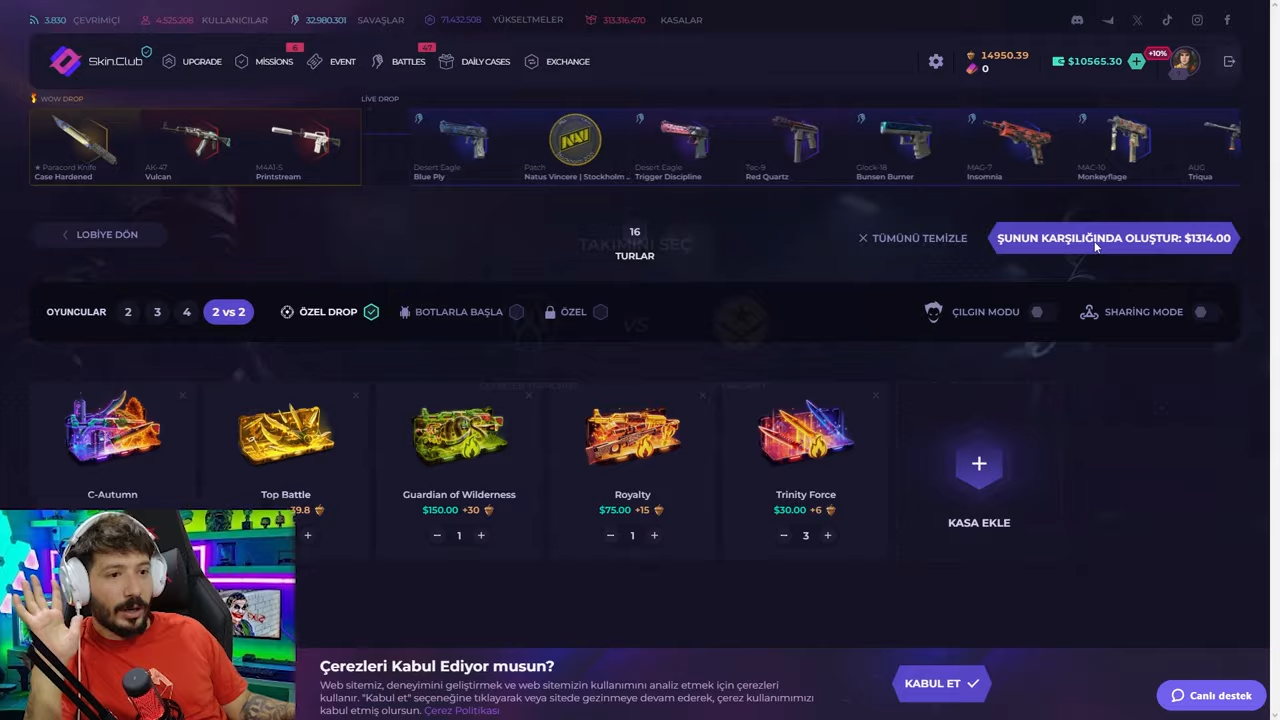 3.830 ÇEVRİMİÇİ 4.525.208 KULLANICILAR 32.980.301 SAVAŞLAR 71.432.508 YÜKSELTMELER 313.316.470 KASALAR
Skin.Club UPGRADE 6 MISSIONS EVENT 47 BATTLES DAILY CASES EXCHANGE 14950.39 0 $10565.30 +10%
WOW DROP LIVE DROP
★ Paracord Knife AK-47 M4A1-S Desert Eagle Patch Desert Eagle Tec-9 Glock-18 MAG-7 MAC-10 AUG
Case Hardened Vulcan Printstream Blue Ply Natus Vincere | Stockholm ... Trigger Discipline Red Quartz Bunsen Burner Insomnia Monkeyflage Triqua
LOBİYE DÖN 16 TÜMÜNÜ TEMİZLE ŞUNUN KARŞILIĞINDA OLUŞTUR: $1314.00
TAKIMINI SEÇ
TURLAR
OYUNCULAR 2 3 4 2 vs 2 ÖZEL DROP BOTLARLA BAŞLA ÖZEL ÇILGIN MODU SHARİNG MODE
VS
C-Autumn Top Battle Guardian of Wilderness Royalty Trinity Force
$150.00 +30 $75.00 +15 $30.00 +6
+ − 1 + − 1 + − 3 +
+
KASA EKLE
Çerezleri Kabul Ediyor musun?
Web sitemiz, deneyimini geliştirmek ve web sitemizin kullanımını analiz etmek için çerezleri
kullanır. "Kabul et" seçeneğine tıklayarak veya sitede gezinmeye devam ederek, çerez kullanımımızı
kabul etmiş olursun. Çerez Politikası
KABUL ET
Canlı destek